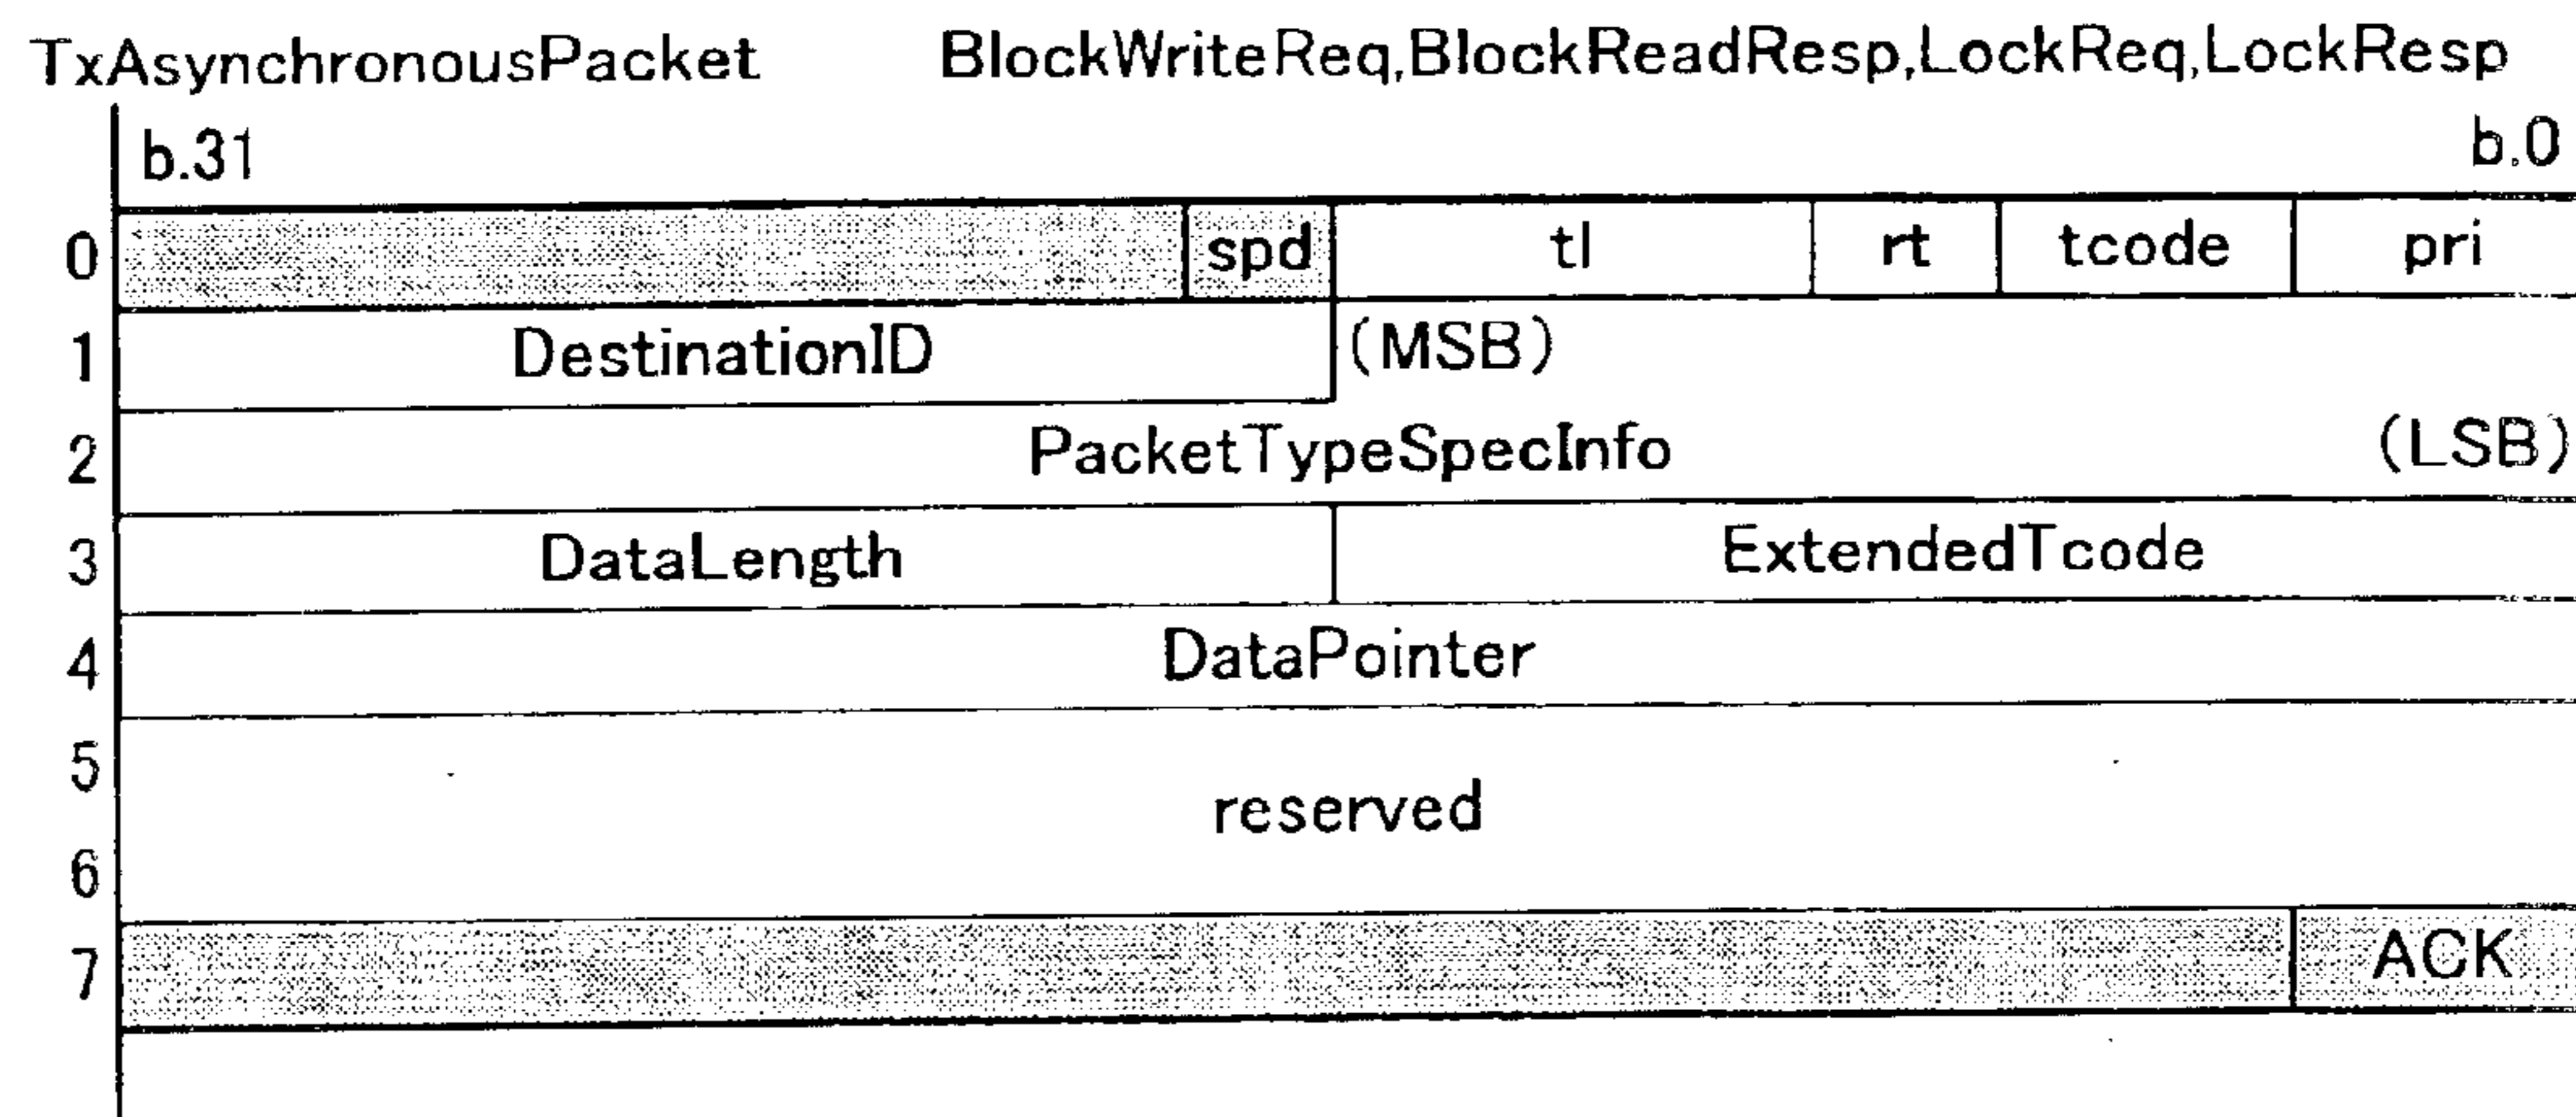 TxAsynchronousPacket BlockWriteReq,BlockReadResp,LockReq,LockResp
b.31 b.0
0 spd tl rt tcode pri
1 DestinationID (MSB)
2 PacketTypeSpecInfo (LSB)
3 DataLength ExtendedTcode
4 DataPointer
5
reserved
6
7 ACK